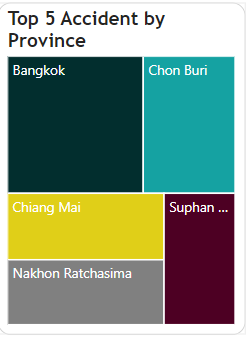 Top 5 Accident by
Province
Bangkok
Chon Buri
Chiang Mai
Suphan ...
Nakhon Ratchasima